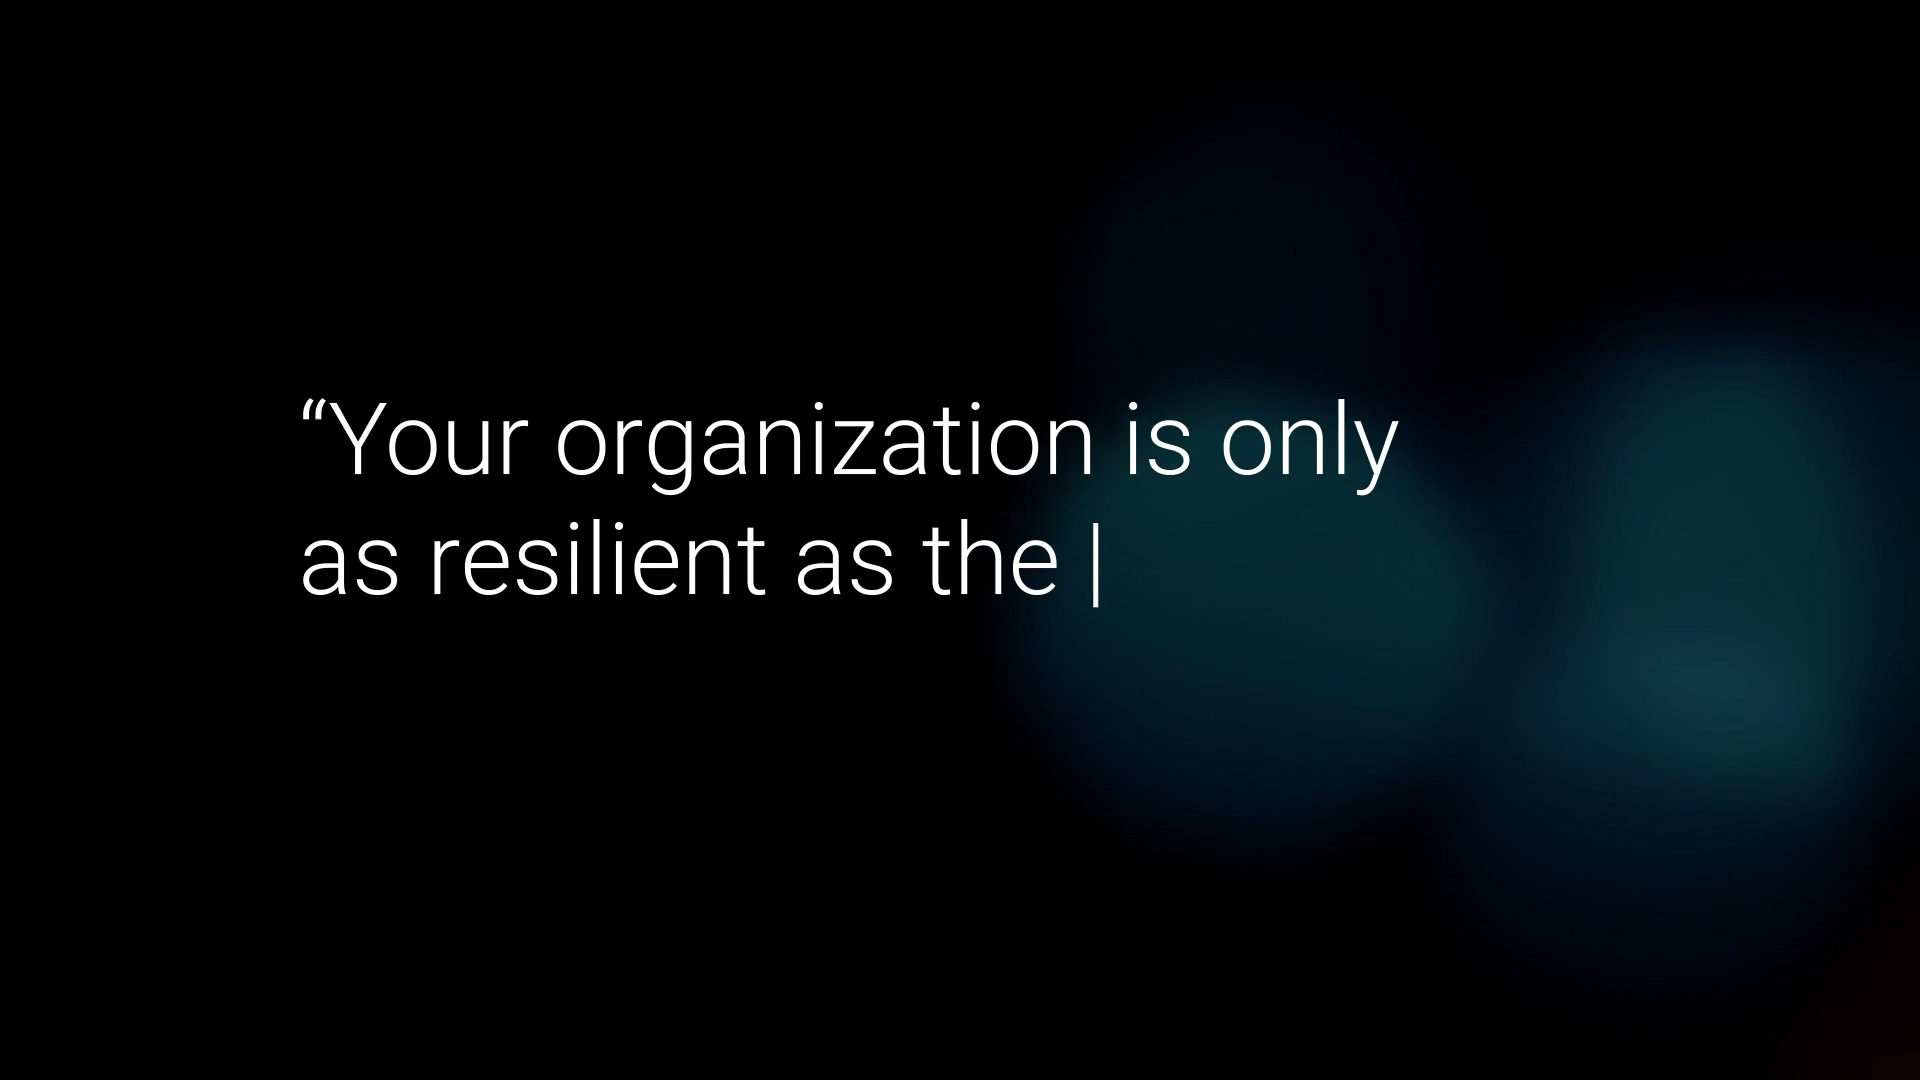 “Your organization is only
as resilient as the |